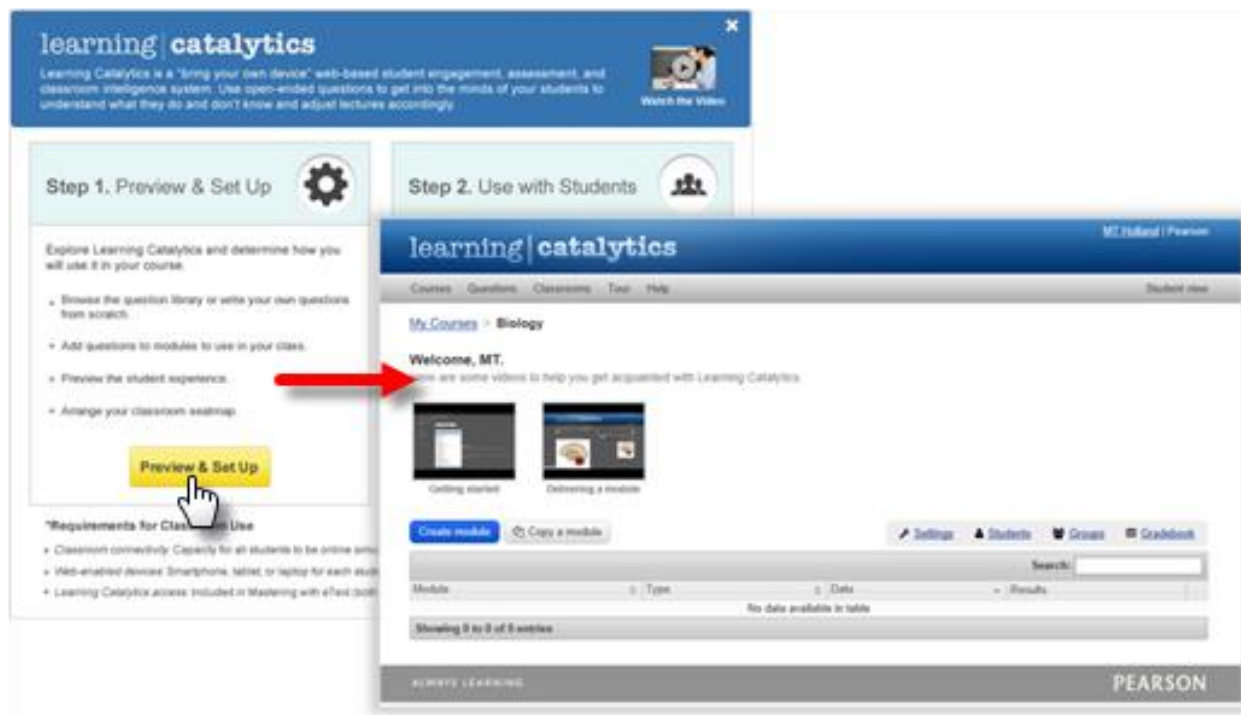 learning | catalytics
Learning Catalytics is a "bring your own device" web-based student engagement, assessment, and
classroom intelligence system. Use open-ended questions to get into the minds of your students to
understand what they do and don't know and adjust lectures accordingly.
Watch the Video
Step 1. Preview & Set Up
Step 2. Use with Students
Explore Learning Catalytics and determine how you
will use it in your course.
Browse the question library or write your own questions
from scratch.
Add questions to modules to use in your class.
Preview the student experience.
Arrange your classroom seatmap.
Preview & Set Up
*Requirements for Use
Classroom connectivity: Capacity for all students to be online
Web-enabled devices: Smartphone, tablet, or laptop for each
Learning Catalytics access: Included in Mastering with eText
learning | catalytics
MT Holland | Pearson
Courses Questions Classrooms Tour Help
Student view
My Courses > Biology
Welcome, MT.
are some videos to help you get acquainted with Learning Catalytics.
Getting started
Delivering a module
Create module
Copy a module
Settings Students Groups Gradebook
Search:
Module Type Date Results
No data available in table
Showing 0 to 0 of 0 entries
ALWAYS LEARNING
PEARSON